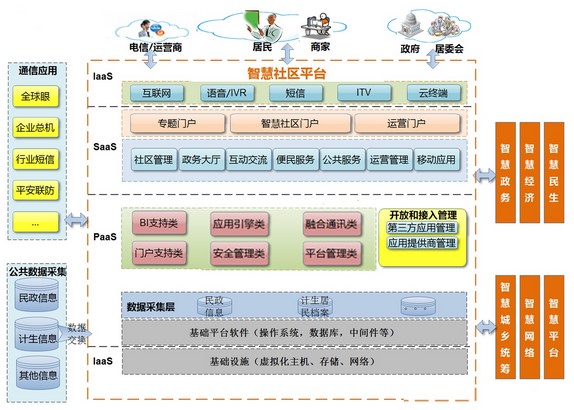 电信/运营商
居民
商家
政府
居委会
通信应用
全球眼
企业总机
行业短信
平安联防
...
公共数据采集
民政信息
计生信息
其他信息
数据
交换
智慧社区平台
IaaS
互联网
语音/IVR
短信
ITV
云终端
SaaS
专题门户
智慧社区门户
运营门户
社区管理
政务大厅
互动交流
便民服务
公共服务
运营管理
移动应用
PaaS
BI支持类
应用引擎类
融合通讯类
门户支持类
安全管理类
平台管理类
开放和接入管理
第三方应用管理
应用提供商管理
数据采集层
民政
信息
计生居
民档案
...
基础平台软件（操作系统，数据库，中间件等）
IaaS
基础设施（虚拟化主机、存储、网络）
智慧政务
智慧经济
智慧民生
智慧城乡统筹
智慧网络
智慧平台